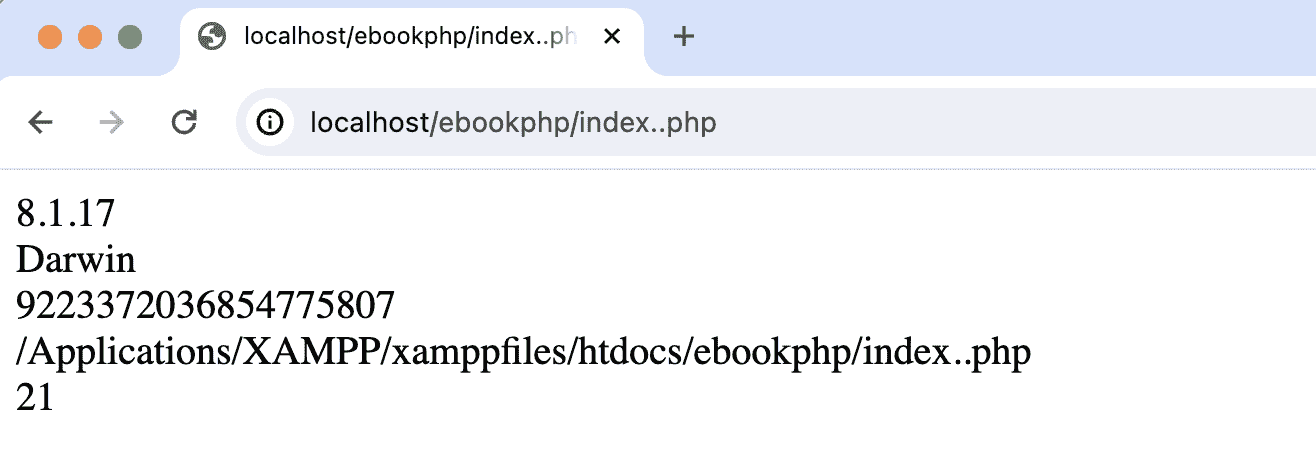 localhost/ebookphp/index..ph
localhost/ebookphp/index..php
8.1.17
Darwin
9223372036854775807
/Applications/XAMPP/xamppfiles/htdocs/ebookphp/index..php
21